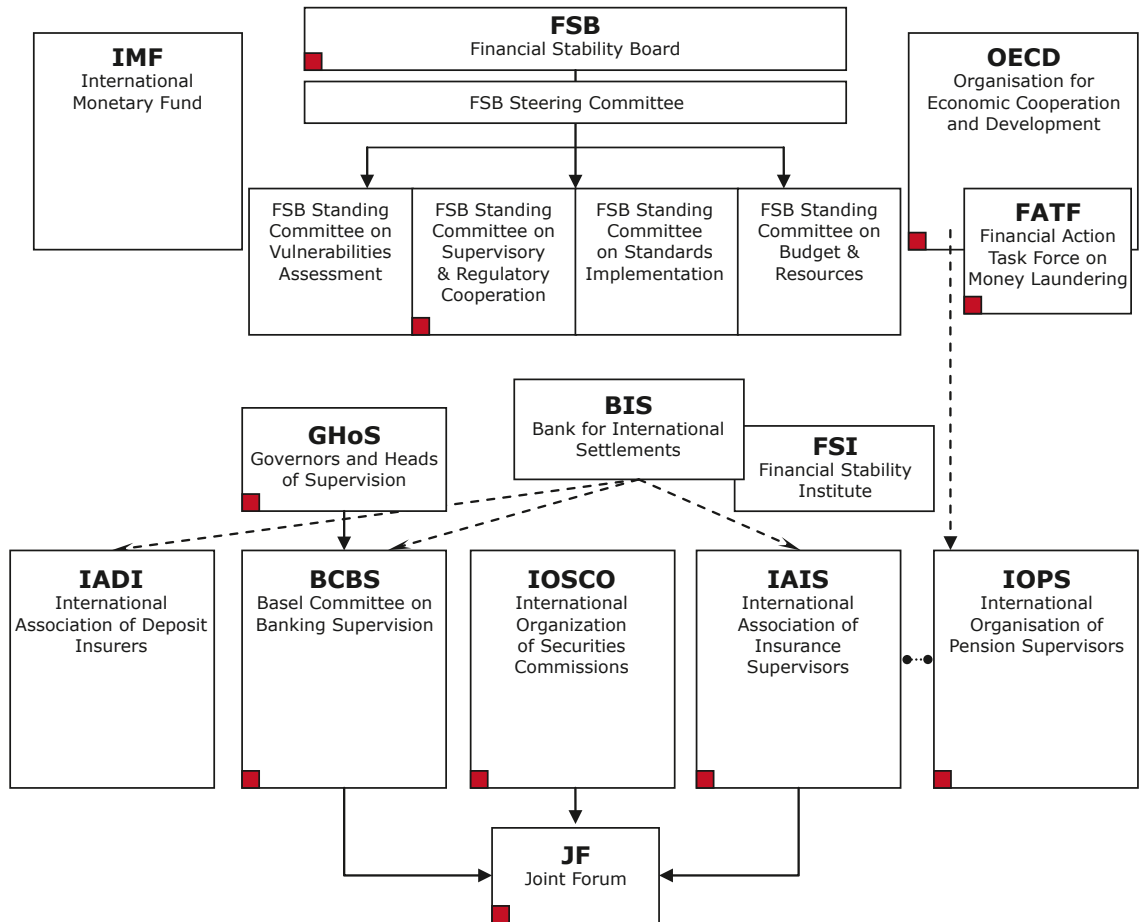 FSB
Financial Stability Board
IMF
International
Monetary Fund
OECD
Organisation for
Economic Cooperation
and Development
FSB Steering Committee
FSB Standing
Committee on
Vulnerabilities
Assessment
FSB Standing
Committee on
Supervisory
& Regulatory
Cooperation
FSB Standing
Committee
on Standards
Implementation
FSB Standing
Committee on
Budget &
Resources
FATF
Financial Action
Task Force on
Money Laundering
BIS
Bank for International
Settlements
GHoS
Governors and Heads
of Supervision
FSI
Financial Stability
Institute
IADI
International
Association of Deposit
Insurers
BCBS
Basel Committee on
Banking Supervision
IOSCO
International
Organization
of Securities
Commissions
IAIS
International
Association of
Insurance
Supervisors
IOPS
International
Organisation of
Pension Supervisors
JF
Joint Forum